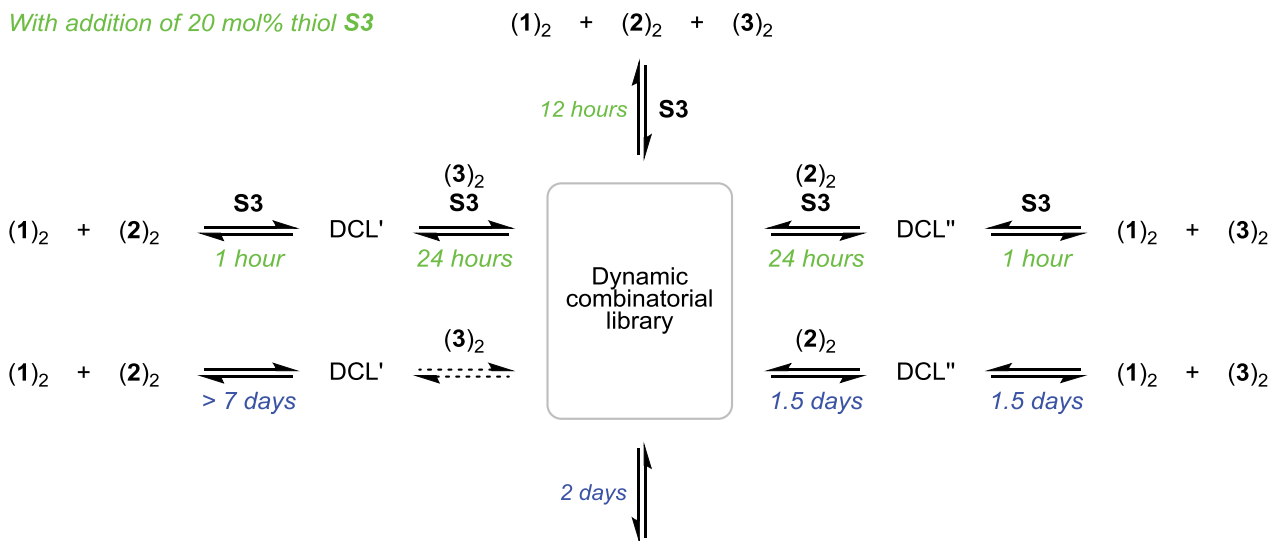 With addition of 20 mol% thiol S3
(1)₂ + (2)₂ + (3)₂
12 hours S3
(3)₂
S3
(2)₂
S3
(1)₂ + (2)₂ S3 DCL' DCL'' S3 (1)₂ + (3)₂
1 hour 24 hours 24 hours 1 hour
Dynamic
combinatorial
library
(3)₂ (2)₂
(1)₂ + (2)₂ DCL' DCL'' (1)₂ + (3)₂
> 7 days 1.5 days 1.5 days
2 days